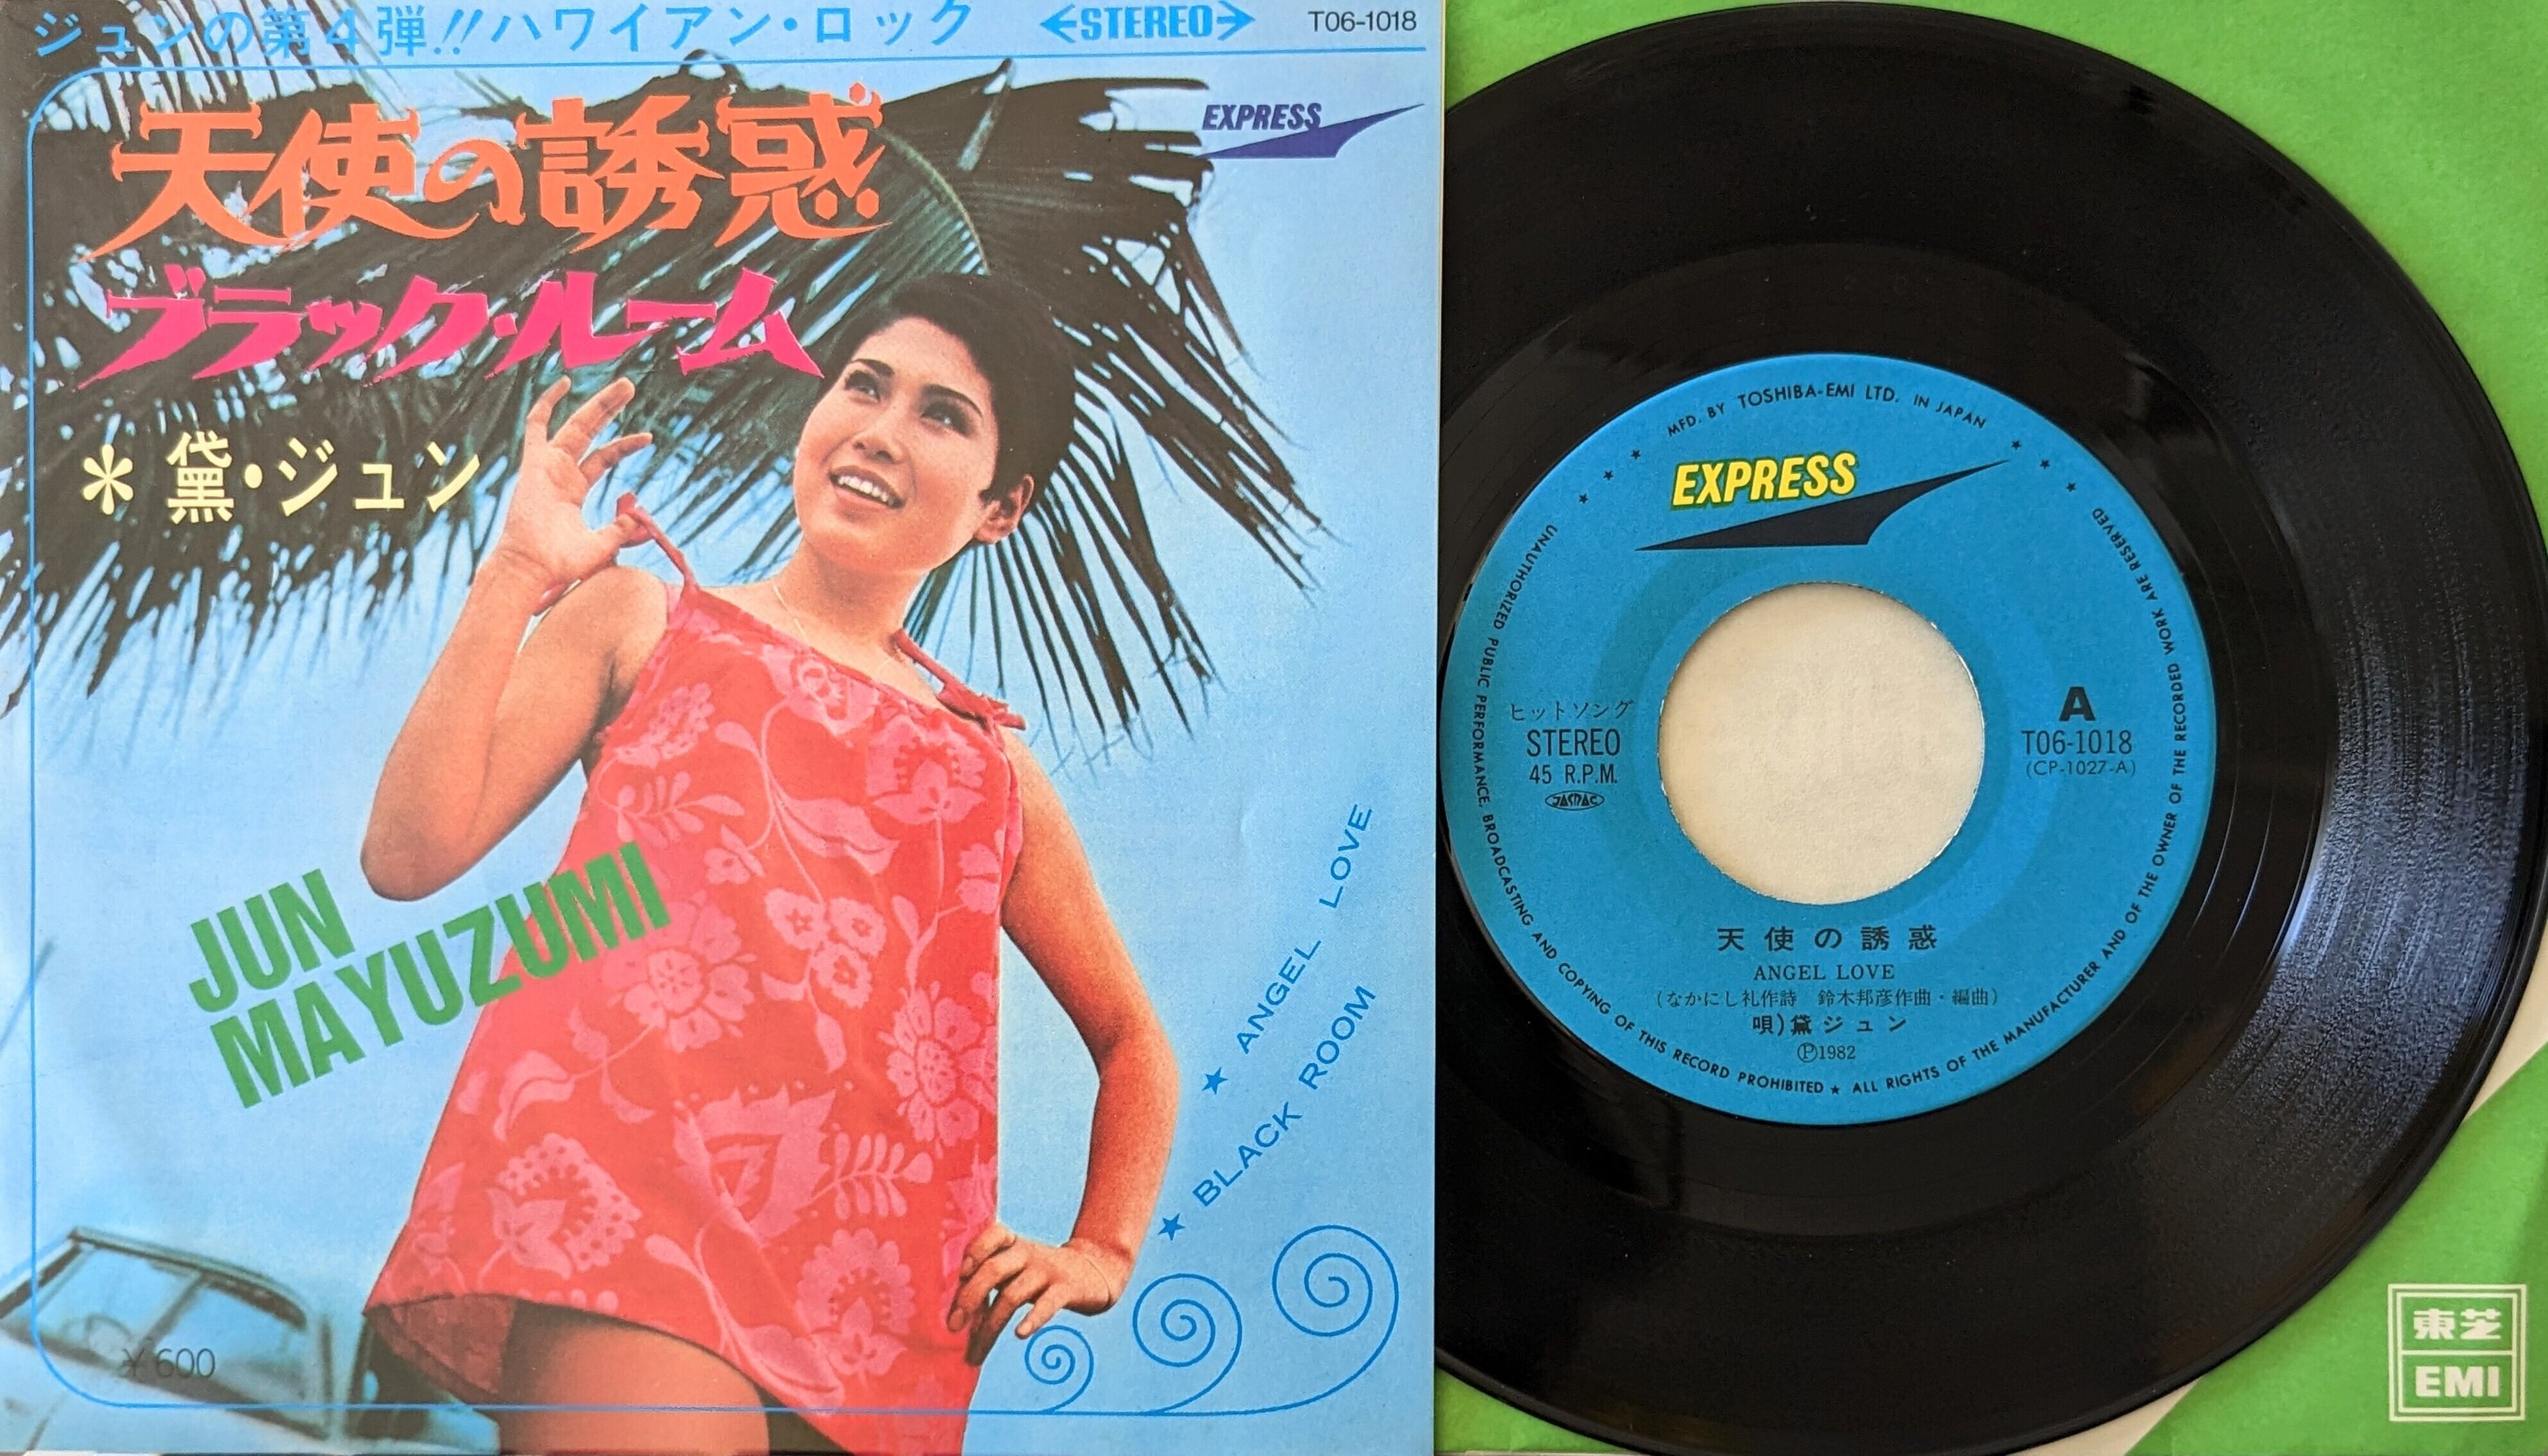 ジュンの第4弾!!ハワイアン・ロック
←STEREO→
T06-1018
EXPRESS
天使の誘惑
ブラック・ルーム
* 黛・ジュン
JUN
MAYUZUMI
★ ANGEL LOVE
★ BLACK ROOM
¥600
MFD. BY TOSHIBA-EMI LTD. IN JAPAN
★ ★ ★
★ ★ ★
EXPRESS
UNAUTHORIZED PUBLIC PERFORMANCE, BROADCASTING AND COPYING OF THIS RECORD PROHIBITED ★ ALL RIGHTS OF THE MANUFACTURER AND OF THE OWNER OF THE RECORDED WORK ARE RESERVED
ヒットソング
STEREO
45 R.P.M.
JASRAC
A
T06-1018
(CP-1027-A)
天使の誘惑
ANGEL LOVE
(なかにし礼作詩 鈴木邦彦作曲・編曲)
唄)黛ジュン
Ⓟ1982
東芝
EMI